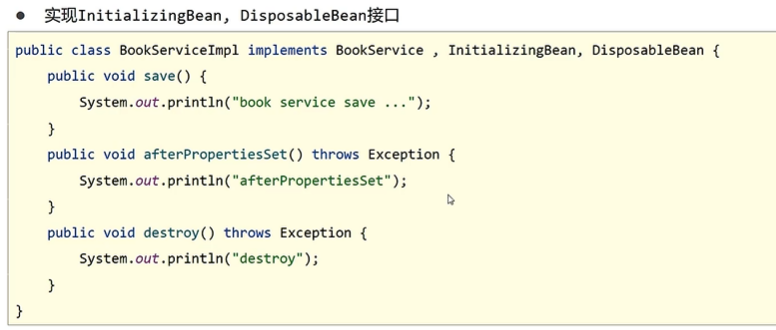 ● 实现InitializingBean, DisposableBean接口
public class BookServiceImpl implements BookService , InitializingBean, DisposableBean {
    public void save() {
        System.out.println("book service save ...");
    }
    public void afterPropertiesSet() throws Exception {
        System.out.println("afterPropertiesSet");
    }
    public void destroy() throws Exception {
        System.out.println("destroy");
    }
}